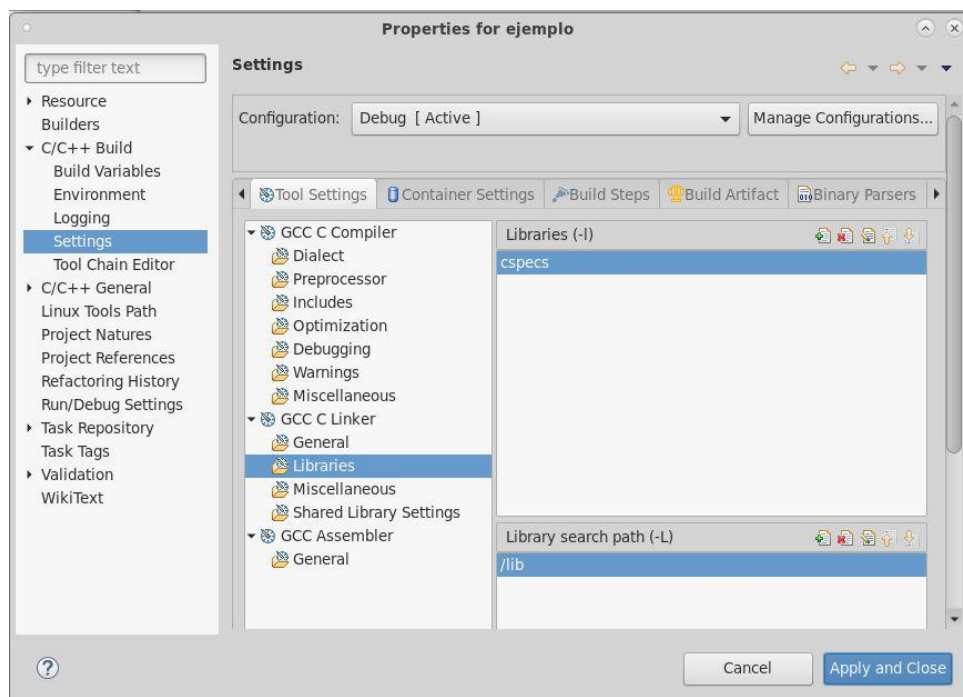 Properties for ejemplo
type filter text
Resource
Builders
C/C++ Build
Build Variables
Environment
Logging
Settings
Tool Chain Editor
C/C++ General
Linux Tools Path
Project Natures
Project References
Refactoring History
Run/Debug Settings
Task Repository
Task Tags
Validation
WikiText
Settings
Configuration: Debug [ Active ] Manage Configurations...
Tool Settings Container Settings Build Steps Build Artifact Binary Parsers
GCC C Compiler
Dialect
Preprocessor
Includes
Optimization
Debugging
Warnings
Miscellaneous
GCC C Linker
General
Libraries
Miscellaneous
Shared Library Settings
GCC Assembler
General
Libraries (-l)
cspecs
Library search path (-L)
/lib
? Cancel Apply and Close